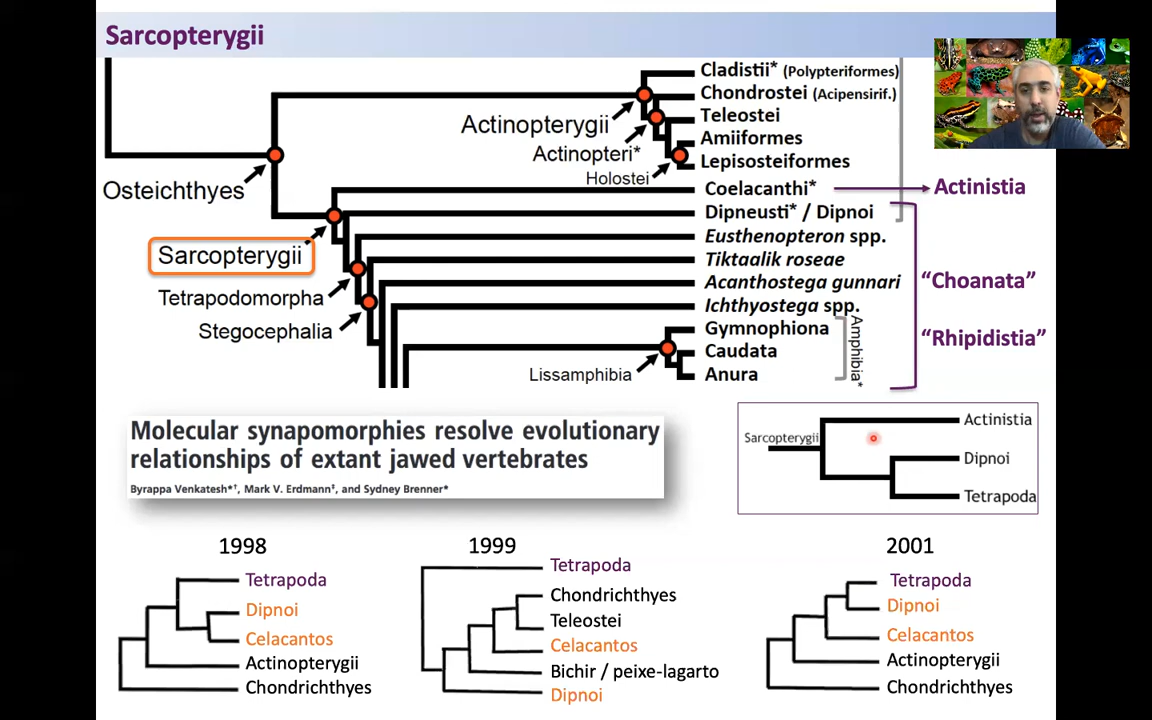 Sarcopterygii
Cladistii* (Polypteriformes)
Chondrostei (Acipensirif.)
Teleostei
Actinopterygii
Amiiformes
Actinopteri*
Lepisosteiformes
Holostei
Osteichthyes
Coelacanthi*
Actinistia
Dipneusti* / Dipnoi
Eusthenopteron spp.
Sarcopterygii
Tiktaalik roseae
Acanthostega gunnari
“Choanata”
Tetrapodomorpha
Ichthyostega spp.
Stegocephalia
Gymnophiona
“Rhipidistia”
Caudata
Amphibia*
Lissamphibia
Anura
Molecular synapomorphies resolve evolutionary
relationships of extant jawed vertebrates
Byrappa Venkatesh*†, Mark V. Erdmann‡, and Sydney Brenner*
Actinistia
Sarcopterygii
Dipnoi
Tetrapoda
1998
Tetrapoda
Dipnoi
Celacantos
Actinopterygii
Chondrichthyes
1999
Tetrapoda
Chondrichthyes
Teleostei
Celacantos
Bichir / peixe-lagarto
Dipnoi
2001
Tetrapoda
Dipnoi
Celacantos
Actinopterygii
Chondrichthyes